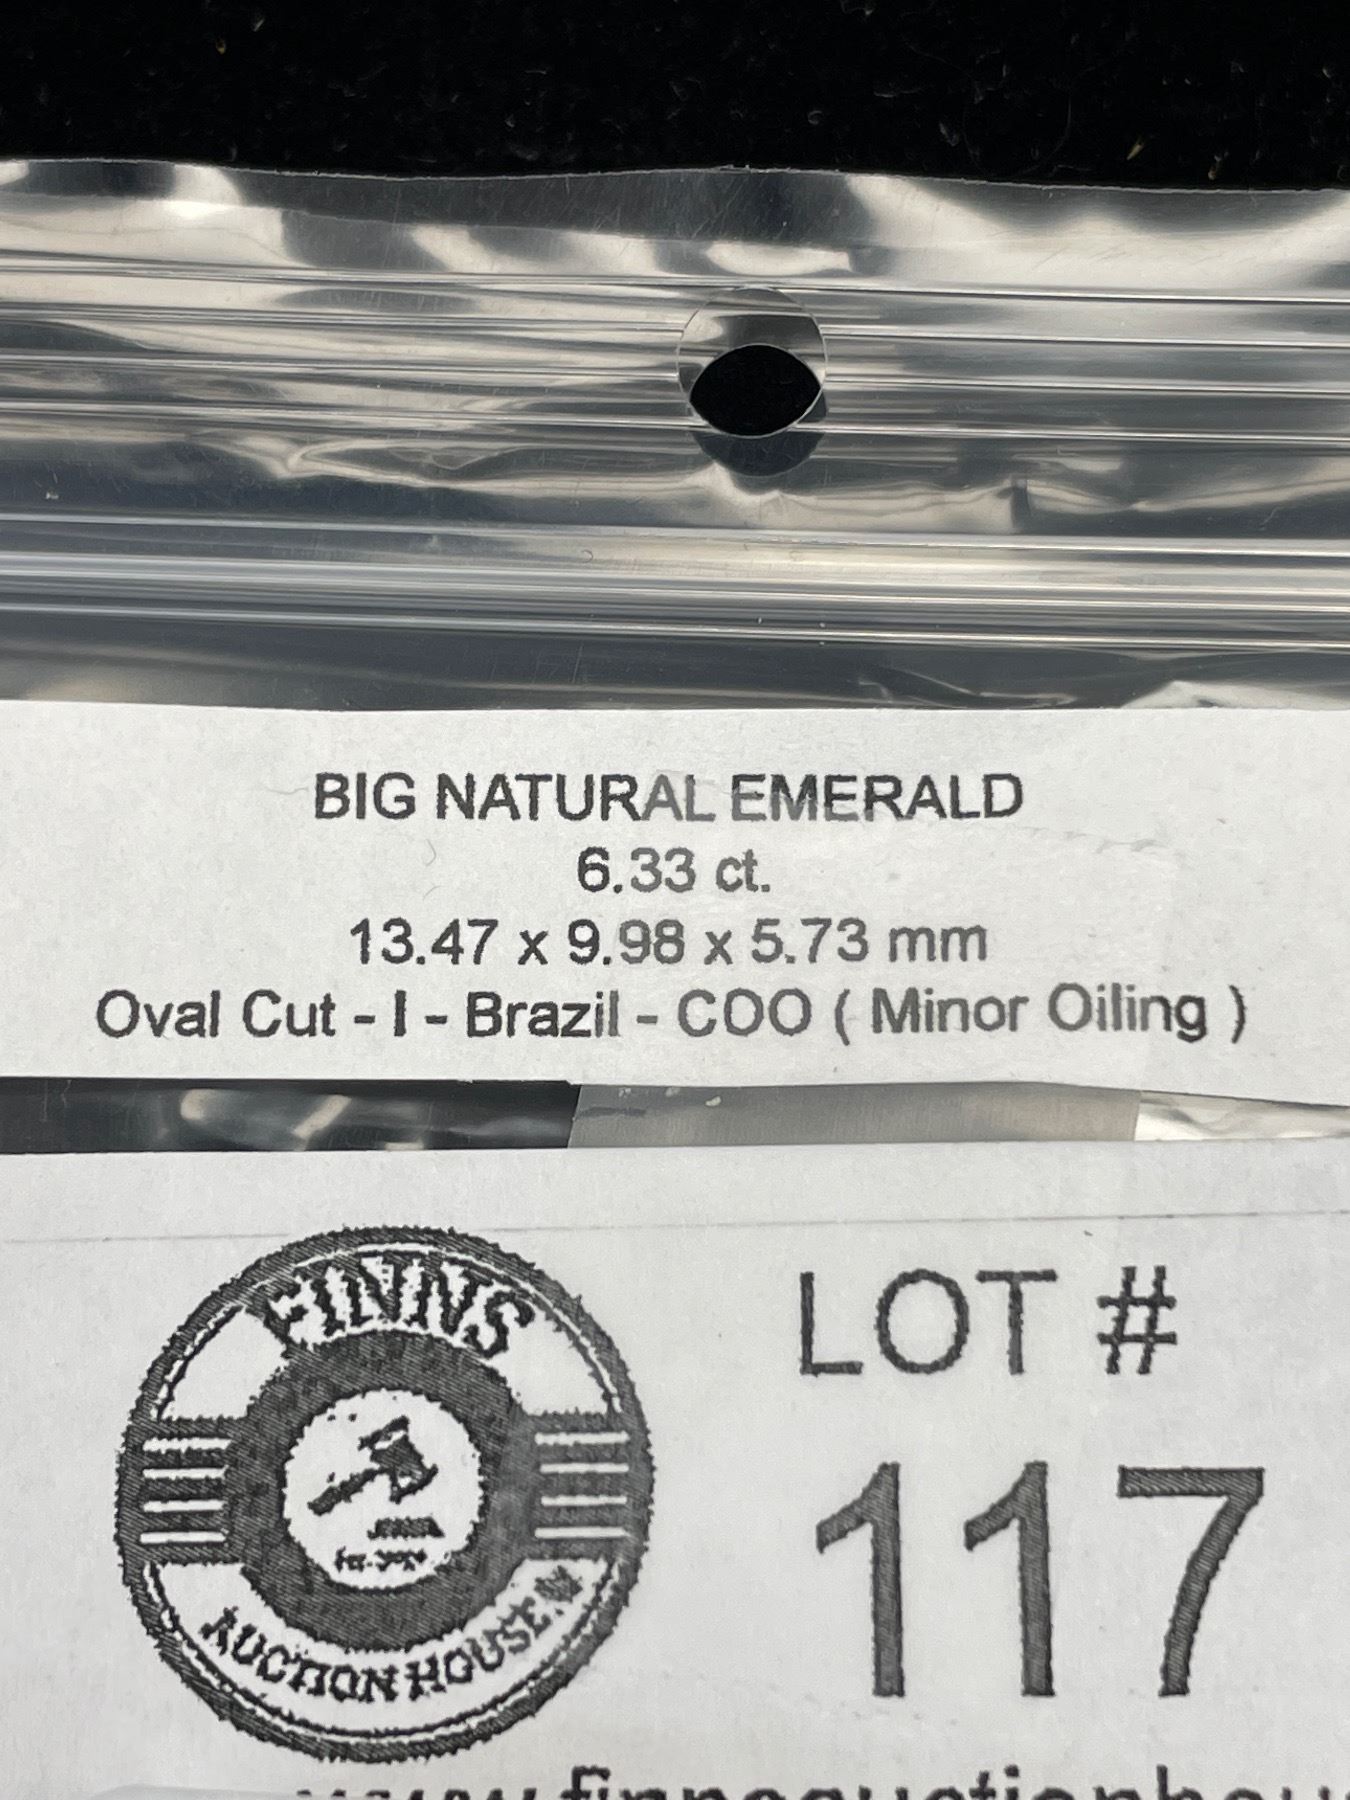 BIG NATURAL EMERALD
6.33 ct.
13.47 x 9.98 x 5.73 mm
Oval Cut - I - Brazil - COO ( Minor Oiling )
FINNS
AUCTION HOUSE
LOT #
117